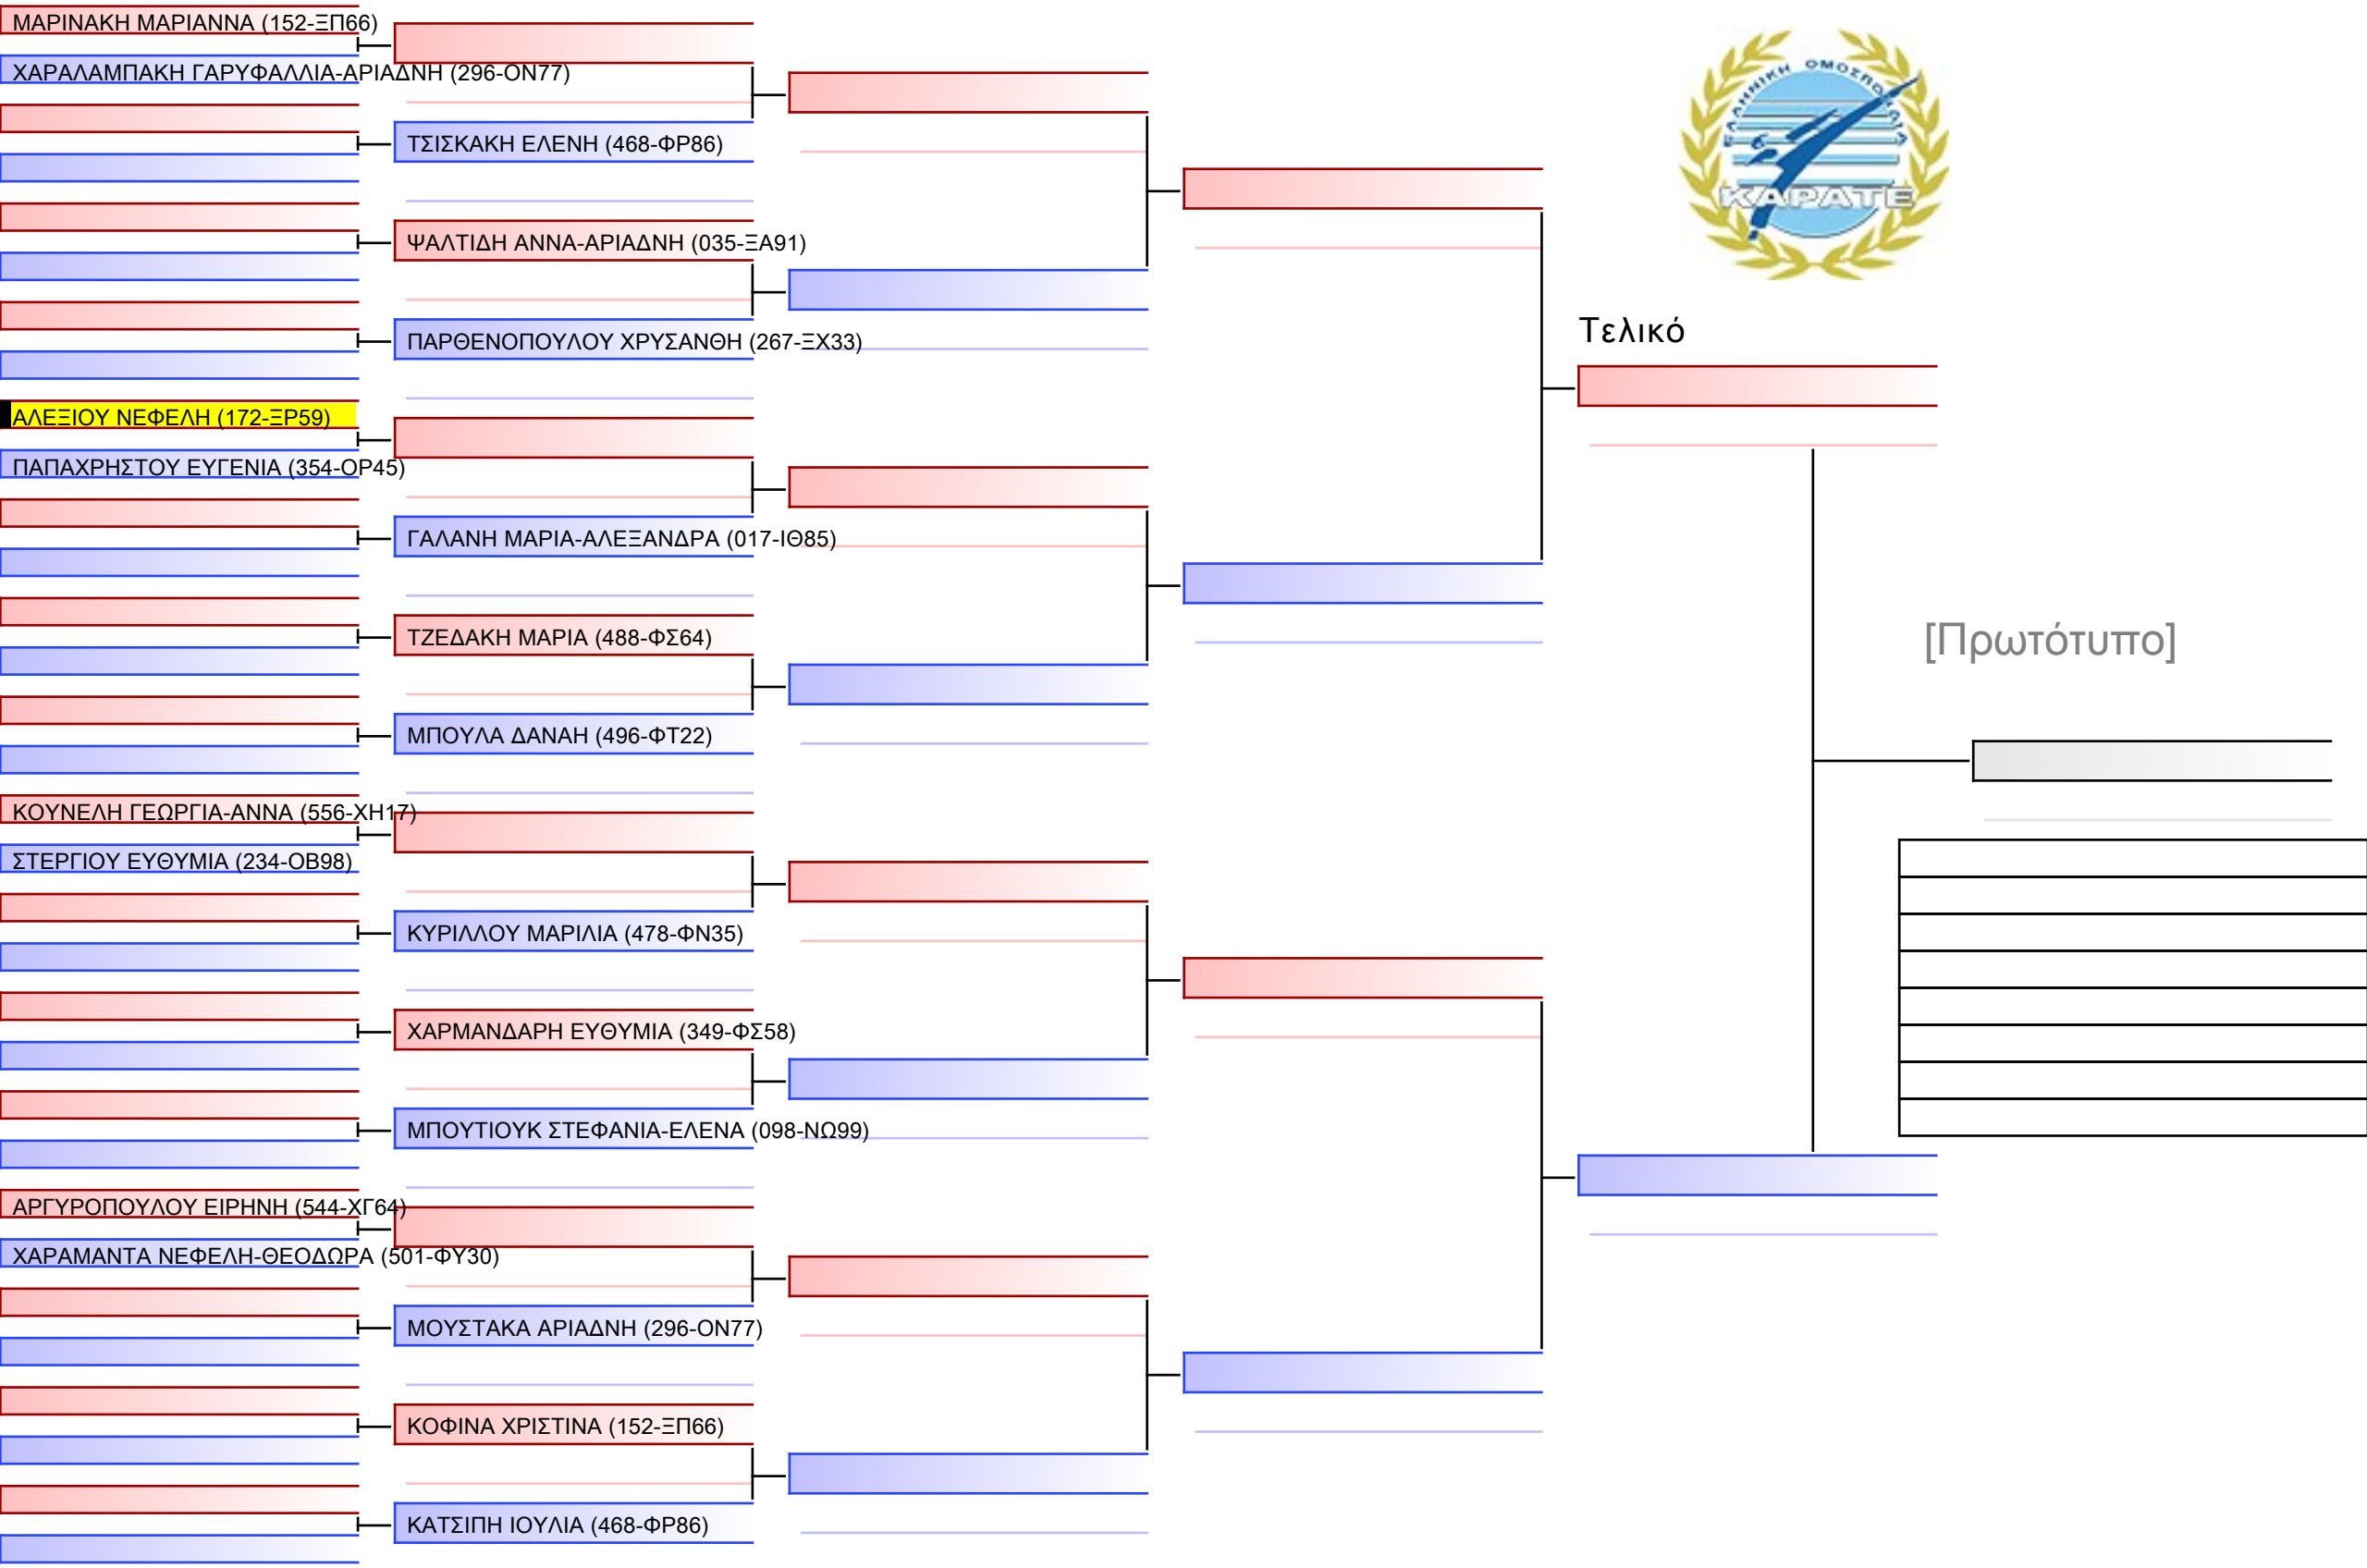 ΜΑΡΙΝΑΚΗ ΜΑΡΙΑΝΝΑ (152-ΞΠ66)
ΧΑΡΑΛΑΜΠΑΚΗ ΓΑΡΥΦΑΛΛΙΑ-ΑΡΙΑΔΝΗ (296-ΟΝ77)
ΤΣΙΣΚΑΚΗ ΕΛΕΝΗ (468-ΦΡ86)
ΨΑΛΤΙΔΗ ΑΝΝΑ-ΑΡΙΑΔΝΗ (035-ΞΑ91)
ΠΑΡΘΕΝΟΠΟΥΛΟΥ ΧΡΥΣΑΝΘΗ (267-ΞΧ33)
ΑΛΕΞΙΟΥ ΝΕΦΕΛΗ (172-ΞΡ59)
ΠΑΠΑΧΡΗΣΤΟΥ ΕΥΓΕΝΙΑ (354-ΟΡ45)
ΓΑΛΑΝΗ ΜΑΡΙΑ-ΑΛΕΞΑΝΔΡΑ (017-ΙΘ85)
ΤΖΕΔΑΚΗ ΜΑΡΙΑ (488-ΦΣ64)
ΜΠΟΥΛΑ ΔΑΝΑΗ (496-ΦΤ22)
ΚΟΥΝΕΛΗ ΓΕΩΡΓΙΑ-ΑΝΝΑ (556-ΧΗ17)
ΣΤΕΡΓΙΟΥ ΕΥΘΥΜΙΑ (234-ΟΒ98)
ΚΥΡΙΛΛΟΥ ΜΑΡΙΛΙΑ (478-ΦΝ35)
ΧΑΡΜΑΝΔΑΡΗ ΕΥΘΥΜΙΑ (349-ΦΣ58)
ΜΠΟΥΤΙΟΥΚ ΣΤΕΦΑΝΙΑ-ΕΛΕΝΑ (098-ΝΩ99)
ΑΡΓΥΡΟΠΟΥΛΟΥ ΕΙΡΗΝΗ (544-ΧΓ64)
ΧΑΡΑΜΑΝΤΑ ΝΕΦΕΛΗ-ΘΕΟΔΩΡΑ (501-ΦΥ30)
ΜΟΥΣΤΑΚΑ ΑΡΙΑΔΝΗ (296-ΟΝ77)
ΚΟΦΙΝΑ ΧΡΙΣΤΙΝΑ (152-ΞΠ66)
ΚΑΤΣΙΠΗ ΙΟΥΛΙΑ (468-ΦΡ86)
ΕΛΛΗΝΙΚΗ ΟΜΟΣΠΟΝΔΙΑ
ΚΑΡΑΤΕ
Τελικό
[Πρωτότυπο]